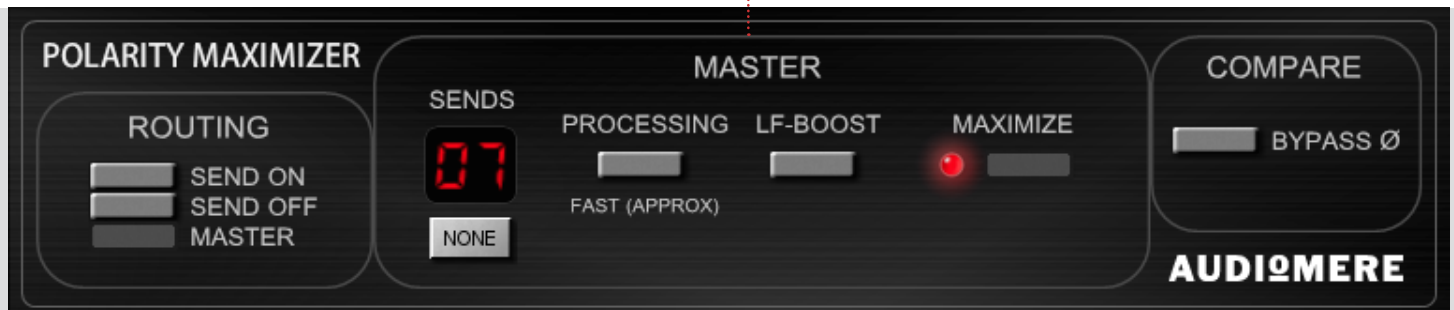 POLARITY MAXIMIZER
ROUTING
SEND ON
SEND OFF
MASTER
MASTER
SENDS
07
NONE
PROCESSING
FAST (APPROX)
LF-BOOST
MAXIMIZE
COMPARE
BYPASS Ø
AUDIOMERE